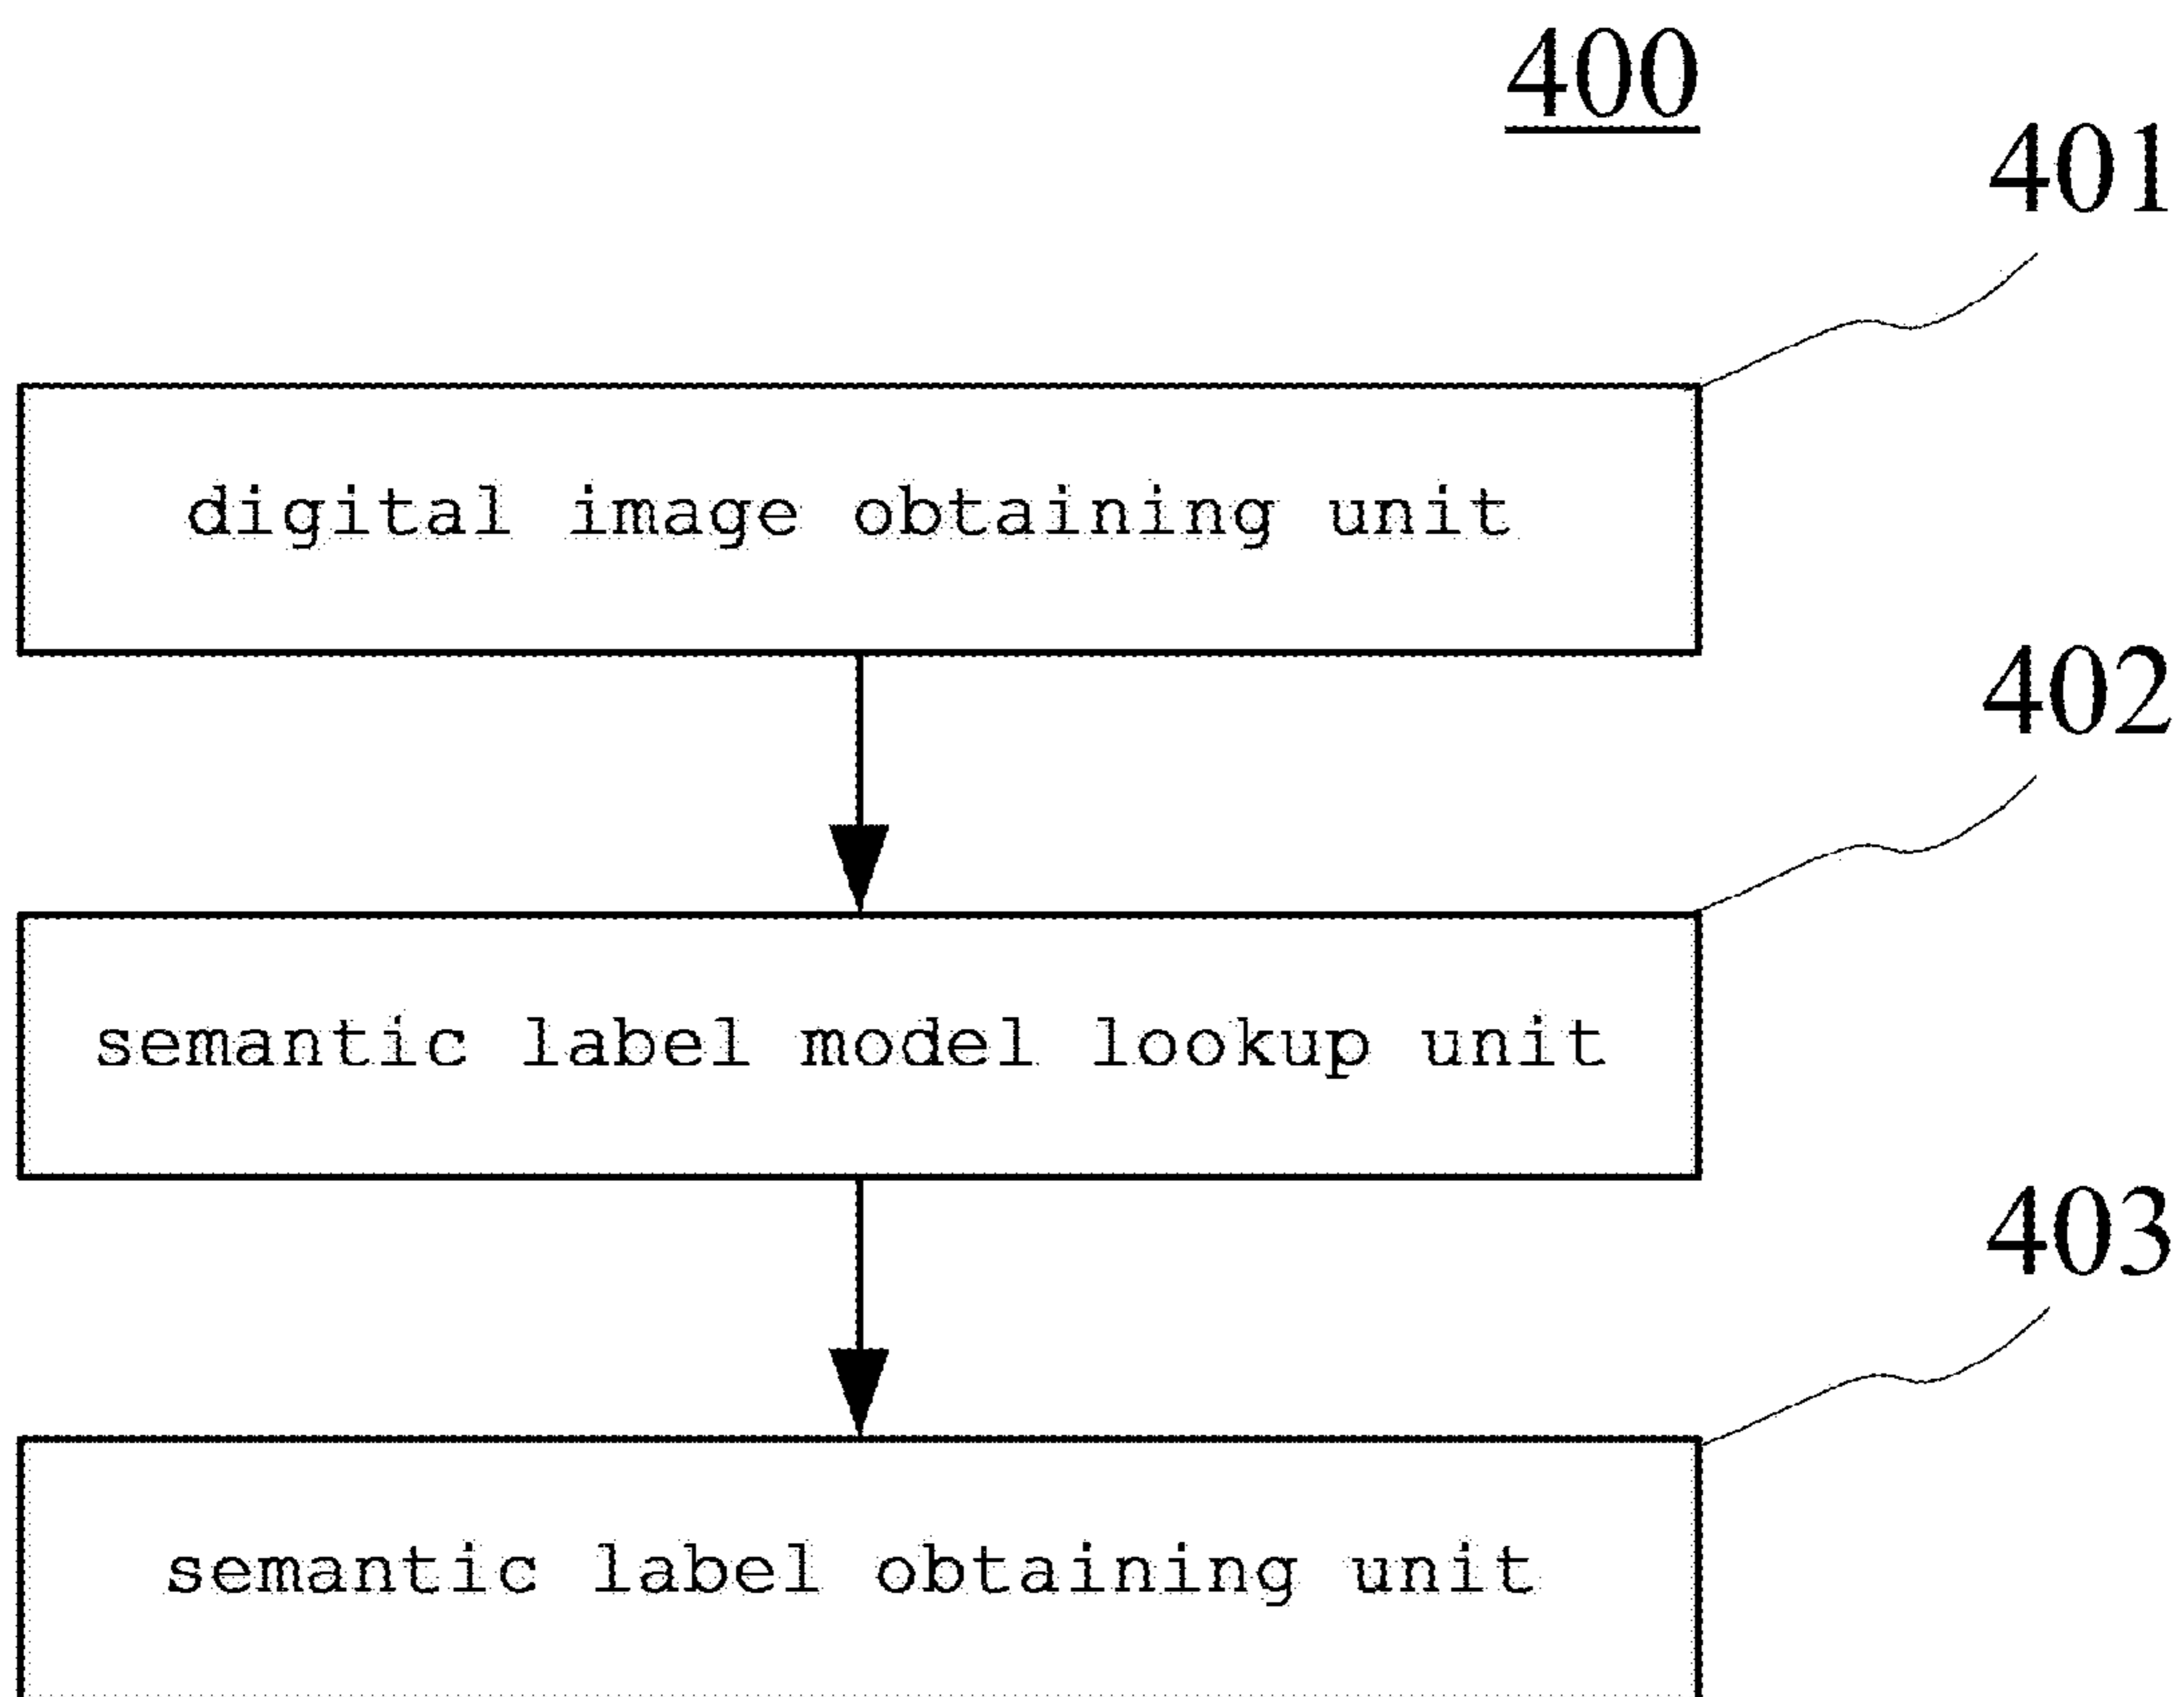 400
401
digital image obtaining unit
402
semantic label model lookup unit
403
semantic label obtaining unit